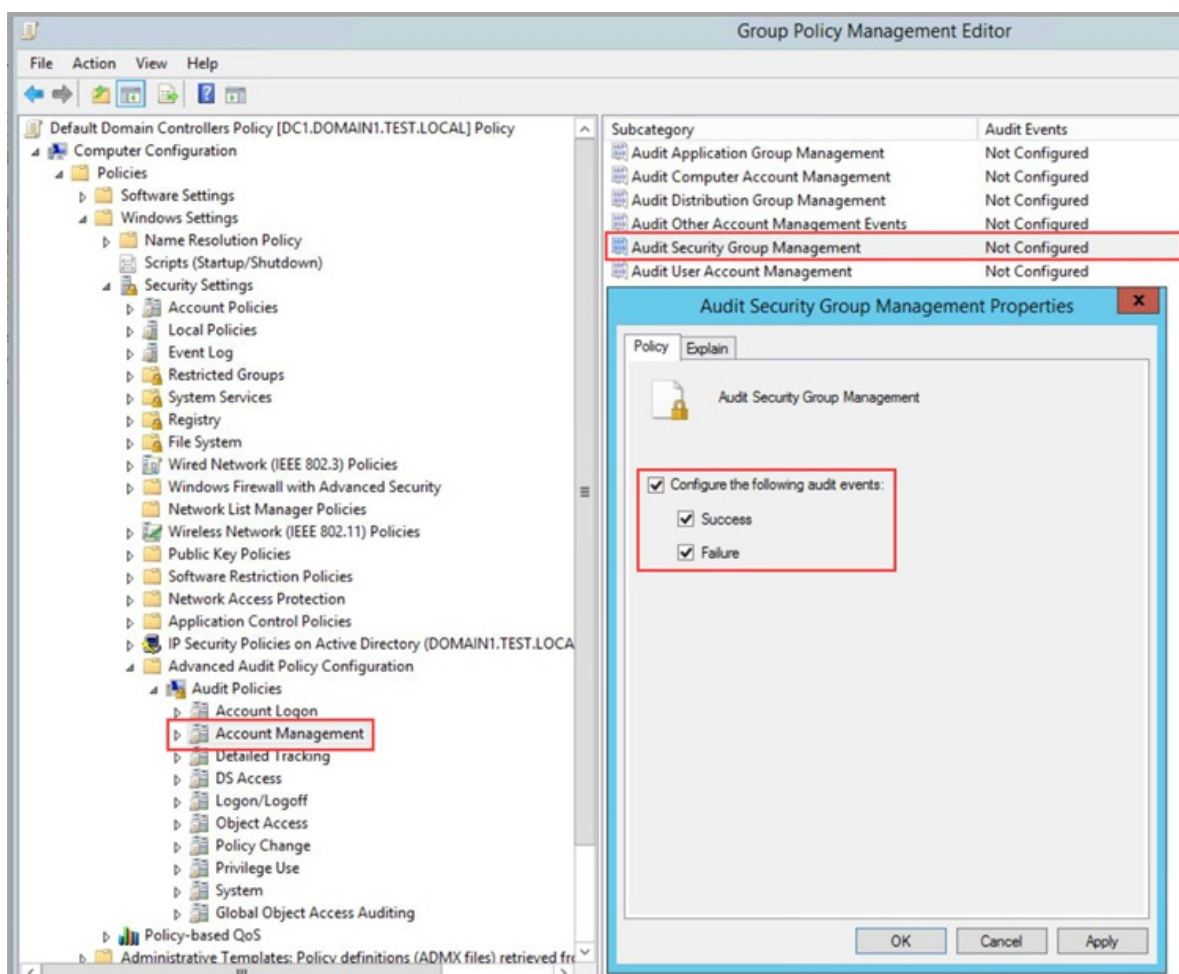 Group Policy Management Editor
File Action View Help
Default Domain Controllers Policy [DC1.DOMAIN1.TEST.LOCAL] Policy
Computer Configuration
Policies
Software Settings
Windows Settings
Name Resolution Policy
Scripts (Startup/Shutdown)
Security Settings
Account Policies
Local Policies
Event Log
Restricted Groups
System Services
Registry
File System
Wired Network (IEEE 802.3) Policies
Windows Firewall with Advanced Security
Network List Manager Policies
Wireless Network (IEEE 802.11) Policies
Public Key Policies
Software Restriction Policies
Network Access Protection
Application Control Policies
IP Security Policies on Active Directory (DOMAIN1.TEST.LOCA
Advanced Audit Policy Configuration
Audit Policies
Account Logon
Account Management
Detailed Tracking
DS Access
Logon/Logoff
Object Access
Policy Change
Privilege Use
System
Global Object Access Auditing
Policy-based QoS
Administrative Templates: Policy definitions (ADMX files) retrieved fro
Subcategory Audit Events
Audit Application Group Management Not Configured
Audit Computer Account Management Not Configured
Audit Distribution Group Management Not Configured
Audit Other Account Management Events Not Configured
Audit Security Group Management Not Configured
Audit User Account Management Not Configured
Audit Security Group Management Properties
Policy Explain
Audit Security Group Management
Configure the following audit events:
Success
Failure
OK Cancel Apply